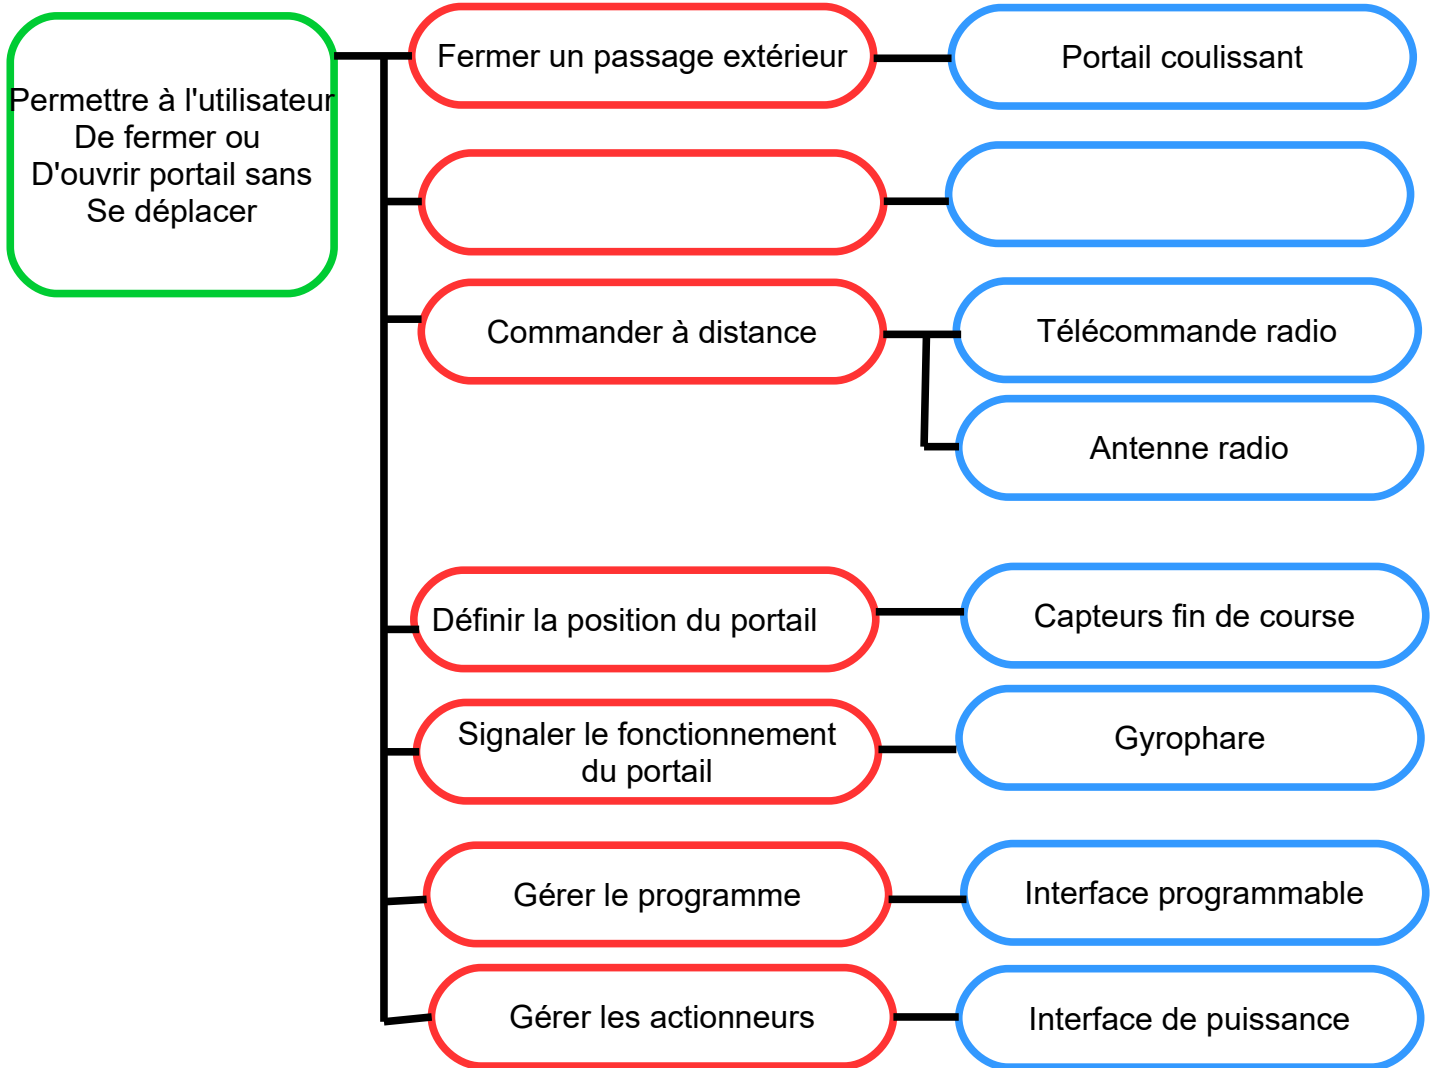 Permettre à l'utilisateur
De fermer ou
D'ouvrir portail sans
Se déplacer
Fermer un passage extérieur
Portail coulissant
Commander à distance
Télécommande radio
Antenne radio
Définir la position du portail
Capteurs fin de course
Signaler le fonctionnement
du portail
Gyrophare
Gérer le programme
Interface programmable
Gérer les actionneurs
Interface de puissance